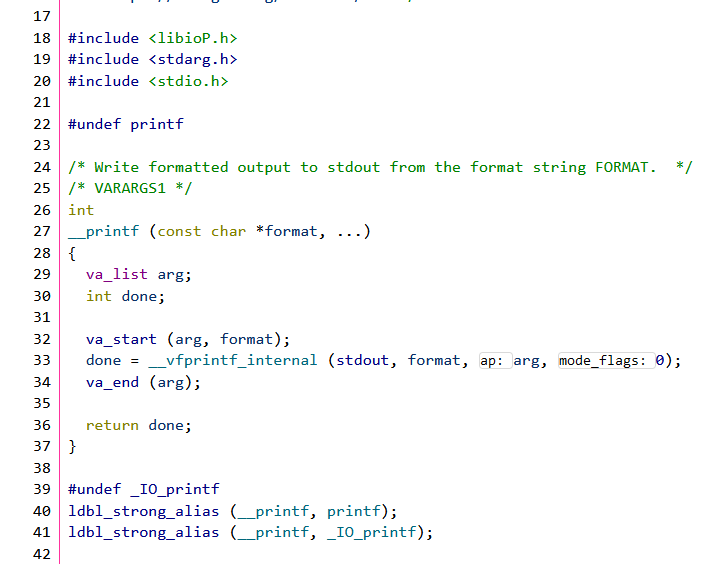 17
18 #include <libioP.h>
19 #include <stdarg.h>
20 #include <stdio.h>
21
22 #undef printf
23
24 /* Write formatted output to stdout from the format string FORMAT.  */
25 /* VARARGS1 */
26 int
27 __printf (const char *format, ...)
28 {
29   va_list arg;
30   int done;
31
32   va_start (arg, format);
33   done = __vfprintf_internal (stdout, format, ap: arg, mode_flags: 0);
34   va_end (arg);
35
36   return done;
37 }
38
39 #undef _IO_printf
40 ldbl_strong_alias (__printf, printf);
41 ldbl_strong_alias (__printf, _IO_printf);
42